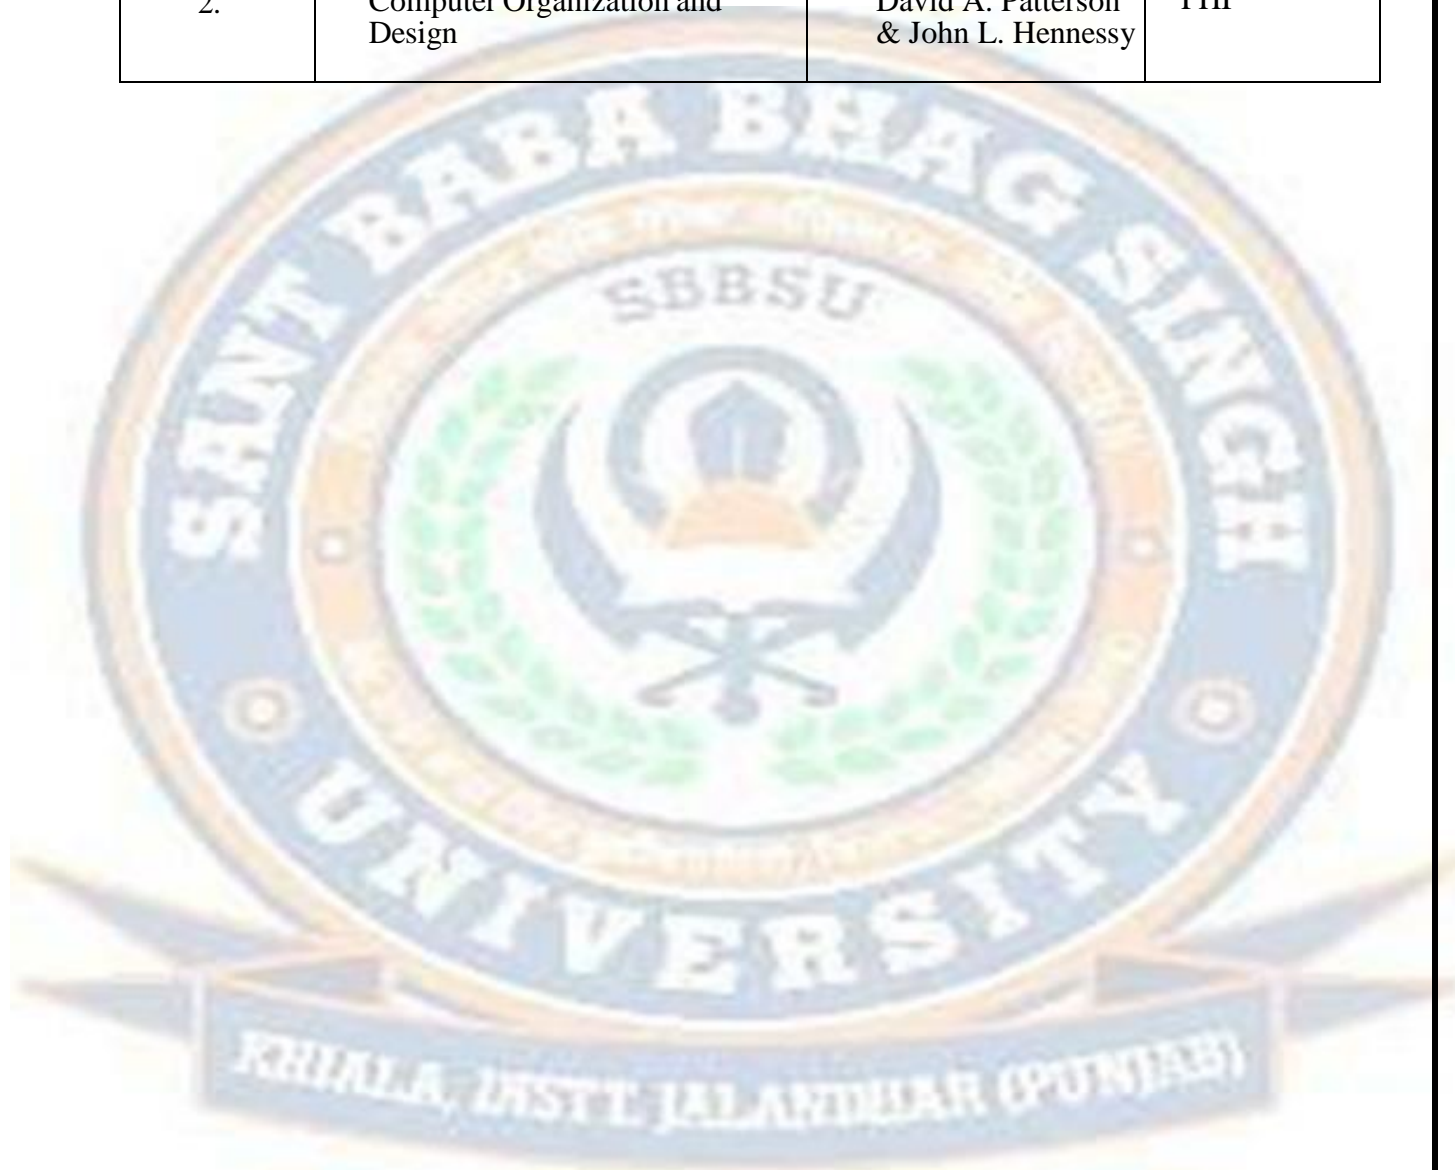 2. Computer Organization and David A. Patterson PHI
Design & John L. Hennessy
SANT BABA BHAG SINGH
SBBSU
UNIVERSITY
KHIALA, DISTT. JALANDHAR (PUNJAB)